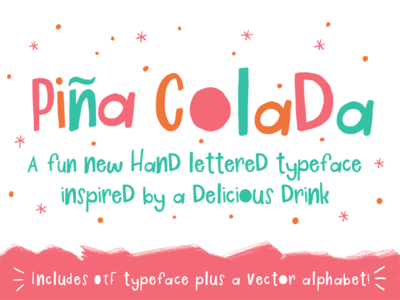 Piña ColaDa
A fun new HanD lettereD typeface
inspireD by a Delicious Drink
Includes otf typeface plus a vector alphabet!